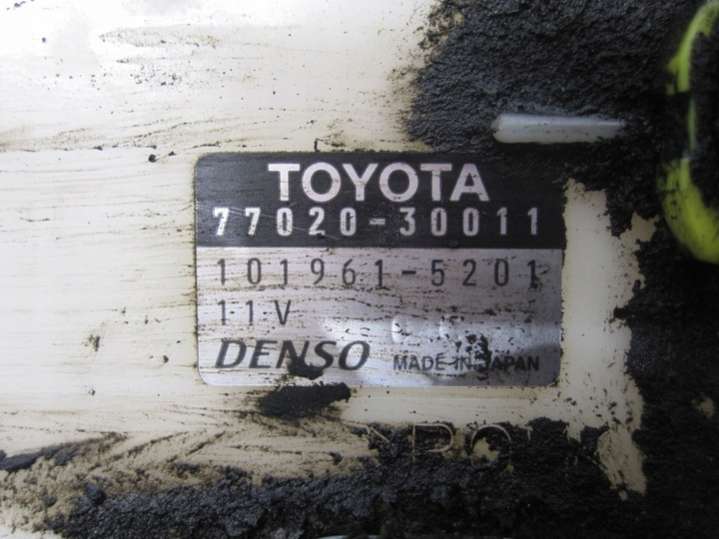 TOYOTA
77020-30011
101961-5201
11V
DENSO MADE IN JAPAN